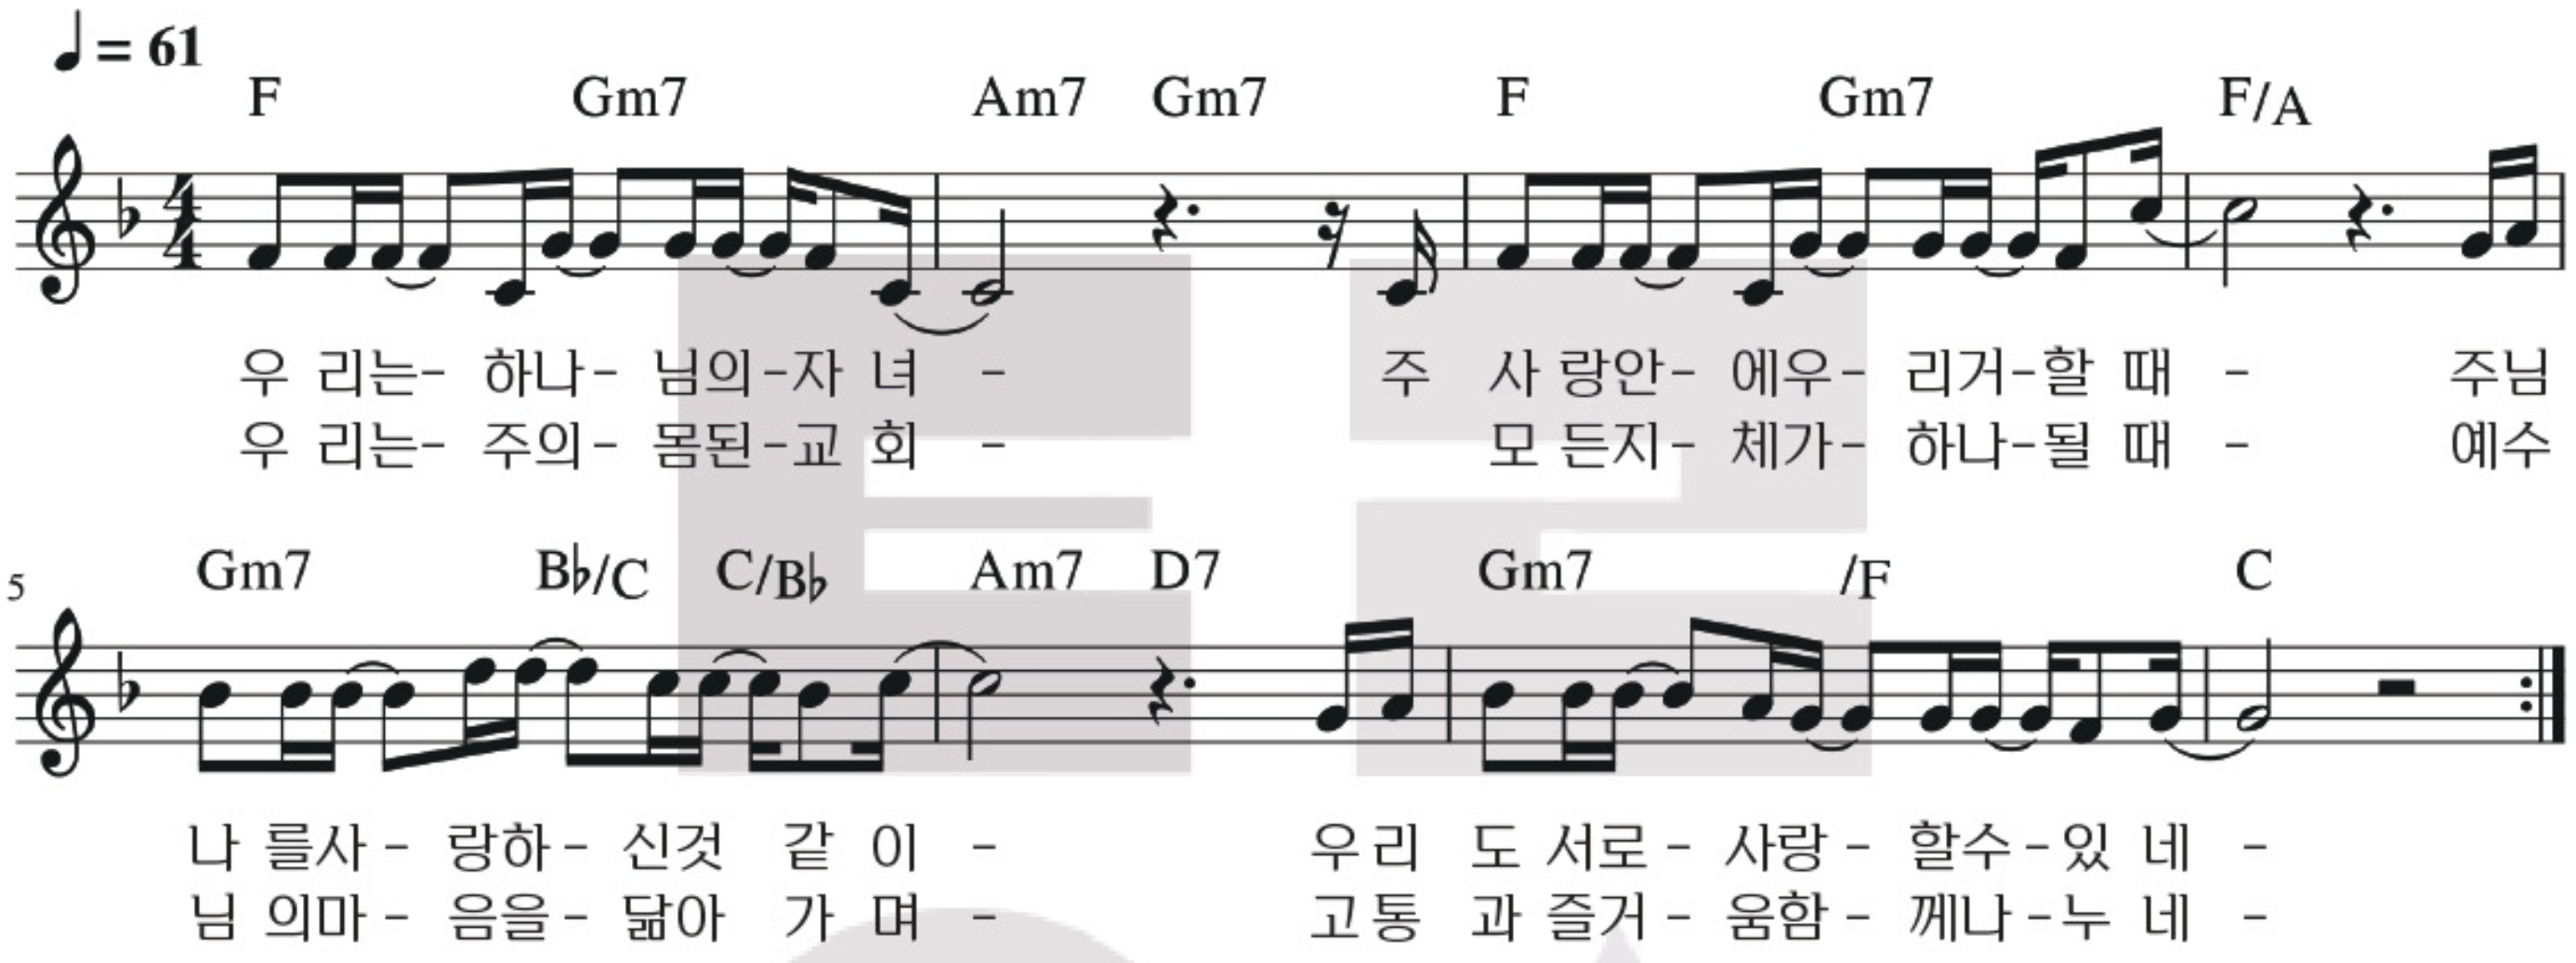 ♩ = 61
F Gm7 Am7 Gm7 F Gm7 F/A
4
4
우 리는- 하나- 님의-자 녀 - 주 사 랑안- 에우- 리거-할 때 - 주님
우 리는- 주의- 몸된-교 회 - 모 든지- 체가- 하나-될 때 - 예수
5
Gm7 B♭/C C/B♭ Am7 D7 Gm7 /F C
나 를사- 랑하- 신것 같 이 - 우리 도 서로- 사랑- 할수-있 네 -
님 의마- 음을- 닮아 가 며 - 고통 과 즐거- 움함- 께나-누 네 -